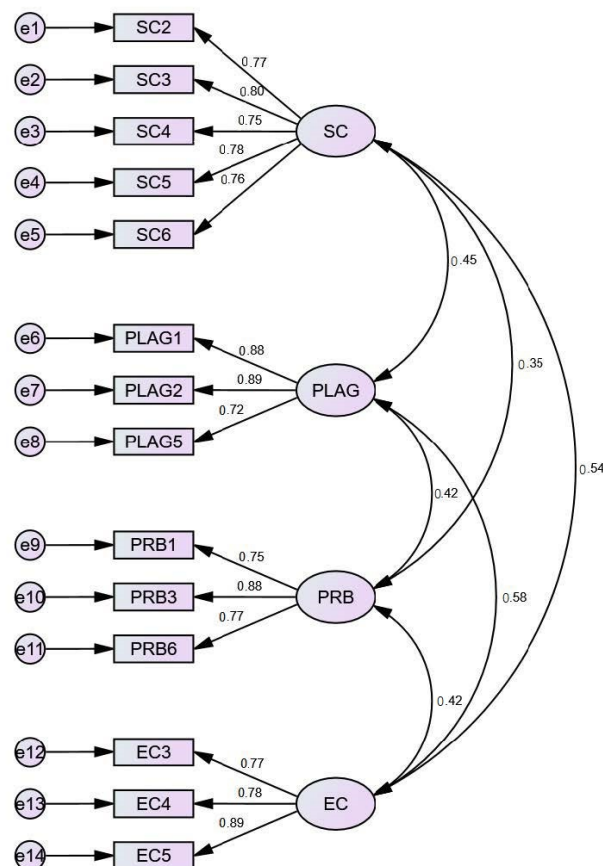 e1 SC2
0.77
e2 SC3
0.80
e3 SC4 0.75 SC
0.78
e4 SC5
0.76
e5 SC6
0.45
e6 PLAG1
0.88
0.35
e7 PLAG2 0.89 PLAG
0.72
e8 PLAG5
0.54
0.42
e9 PRB1
0.75
e10 PRB3 0.88 PRB
0.58
0.77
e11 PRB6
0.42
e12 EC3
0.77
e13 EC4 0.78 EC
0.89
e14 EC5